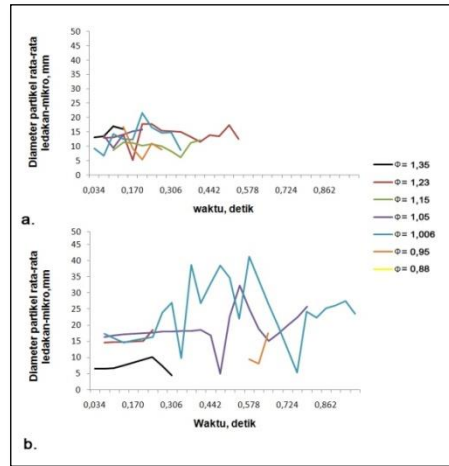 Diameter partikel rata-rata
ledakan-mikro, mm
50
45
40
35
30
25
20
15
10
5
0
0,034 0,170 0,306 0,442 0,578 0,724 0,862
waktu, detik
a.
Φ= 1,35
Φ= 1,23
Φ= 1,15
Φ= 1,05
Φ= 1,006
Φ= 0,95
Φ= 0,88
Diameter partikel rata-rata
ledakan-mikro,mm
50
45
40
35
30
25
20
15
10
5
0
0,034 0,170 0,306 0,442 0,578 0,724 0,862
Waktu, detik
b.